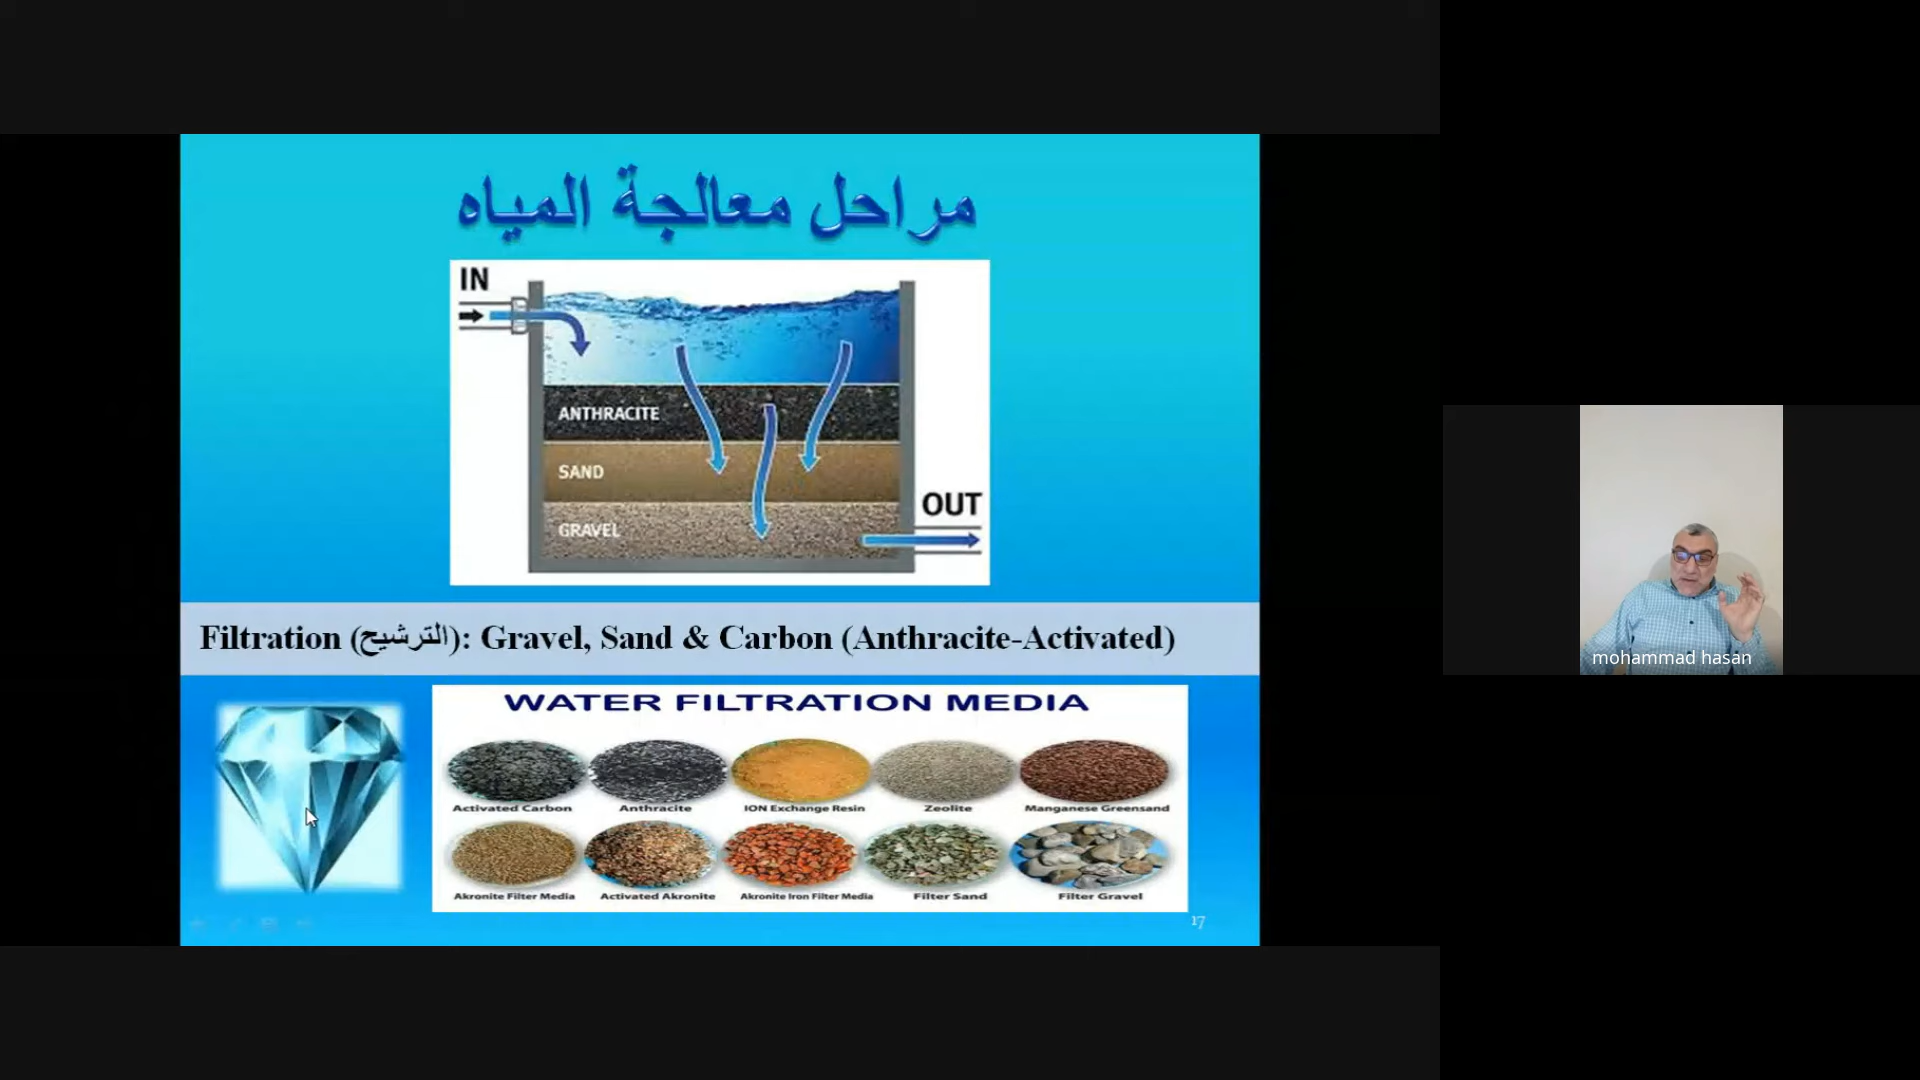 مراحل معالجة المياه
IN
ANTHRACITE
SAND
GRAVEL
OUT
Filtration (الترشيح): Gravel, Sand & Carbon (Anthracite-Activated)
WATER FILTRATION MEDIA
Activated Carbon
Anthracite
ION Exchange Resin
Zeolite
Manganese Greensand
Akronite Filter Media
Activated Akronite
Akronite Iron Filter Media
Filter Sand
Filter Gravel
17
mohammad hasan